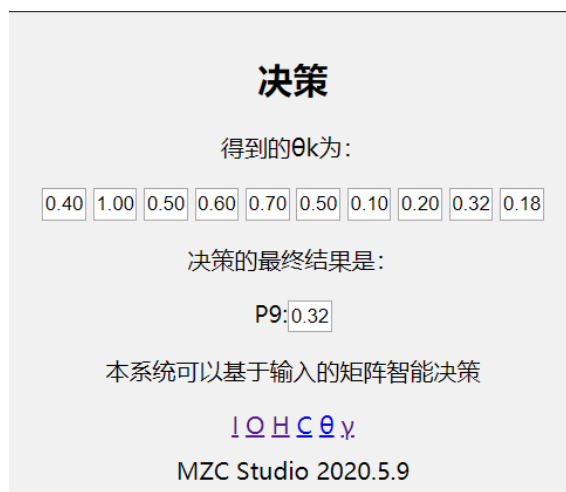 决策
得到的θk为：
0.40 1.00 0.50 0.60 0.70 0.50 0.10 0.20 0.32 0.18
决策的最终结果是：
P9:0.32
本系统可以基于输入的矩阵智能决策
I O H C θ γ
MZC Studio 2020.5.9